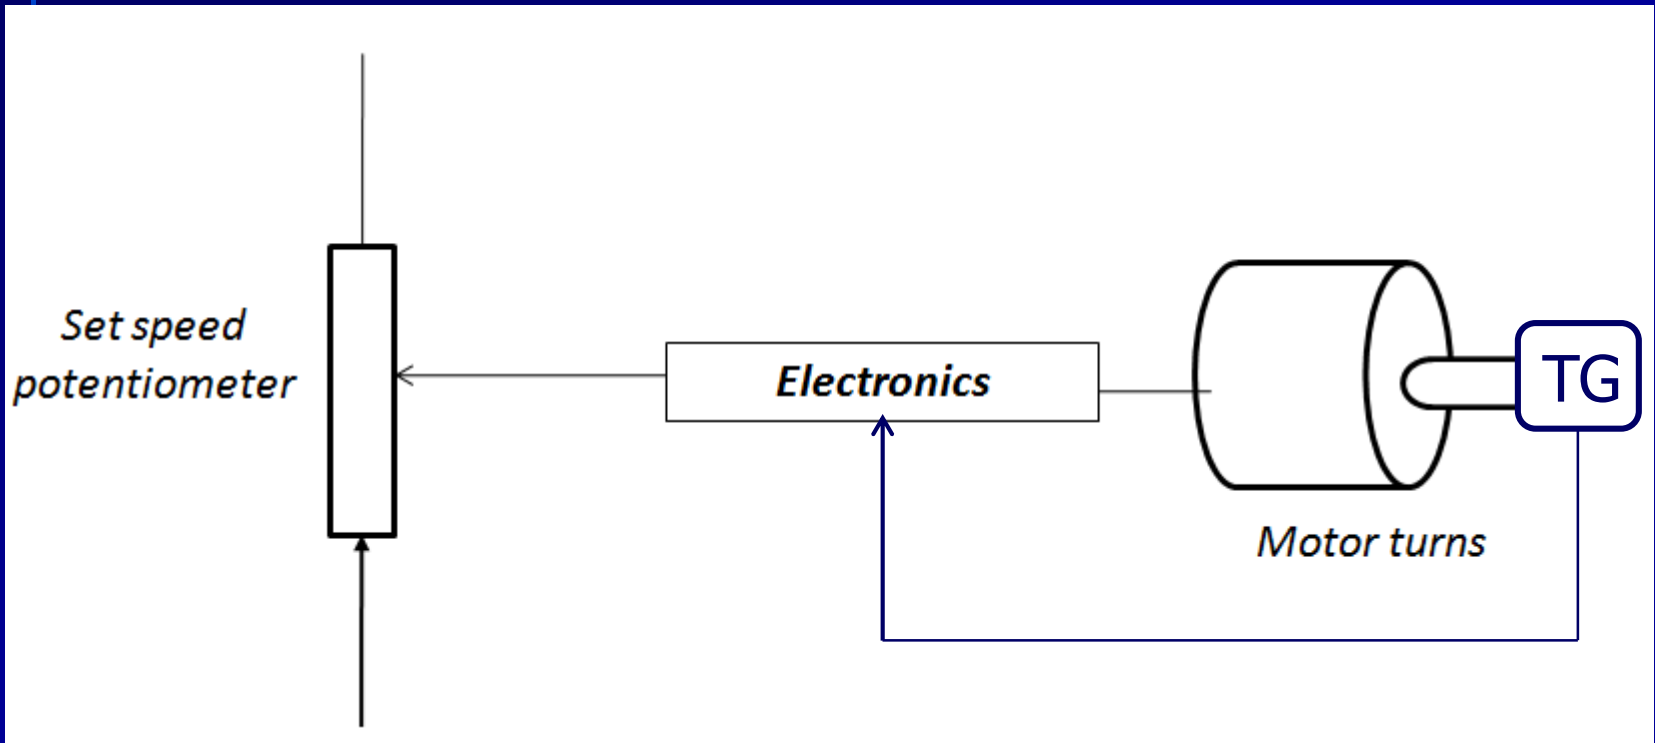 Set speed
potentiometer
Electronics
TG
Motor turns